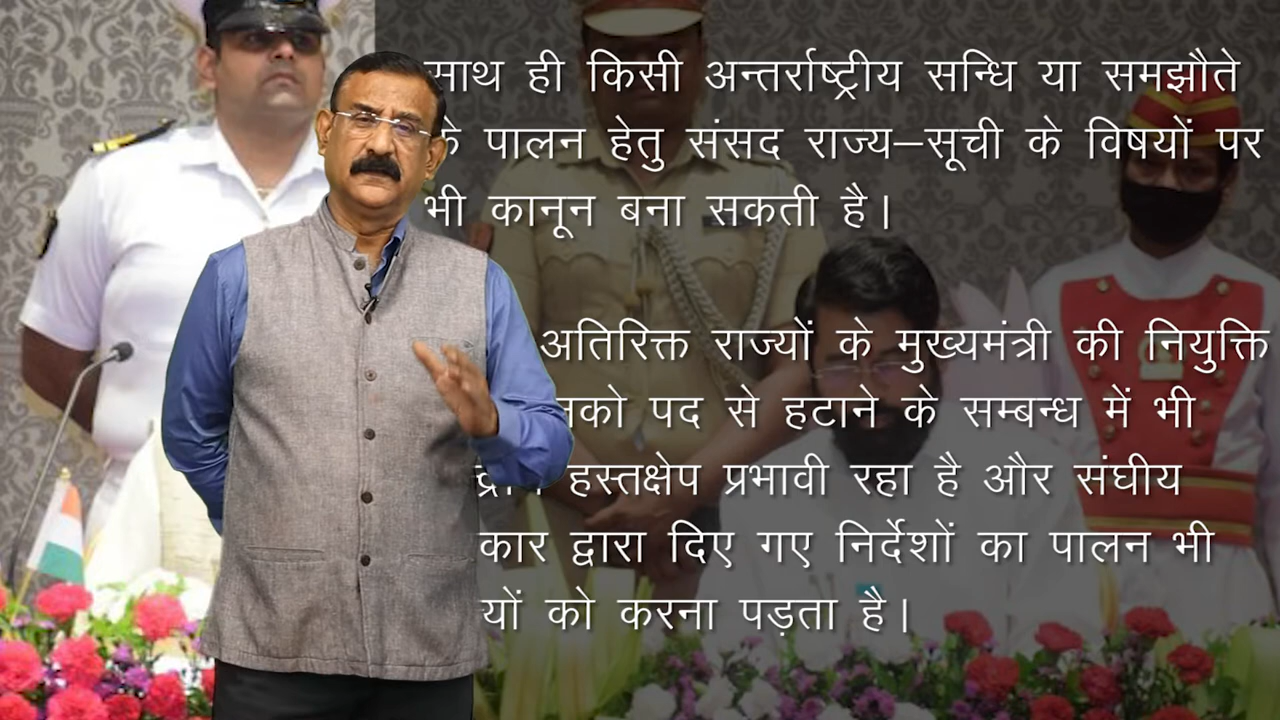 साथ ही किसी अन्तर्राष्ट्रीय सन्धि या समझौते
के पालन हेतु संसद राज्य–सूची के विषयों पर
भी कानून बना सकती है।
अतिरिक्त राज्यों के मुख्यमंत्री की नियुक्ति
पद से हटाने के सम्बन्ध में भी
हस्तक्षेप प्रभावी रहा है और संघीय
द्वारा दिए गए निर्देशों का पालन भी
को करना पड़ता है।